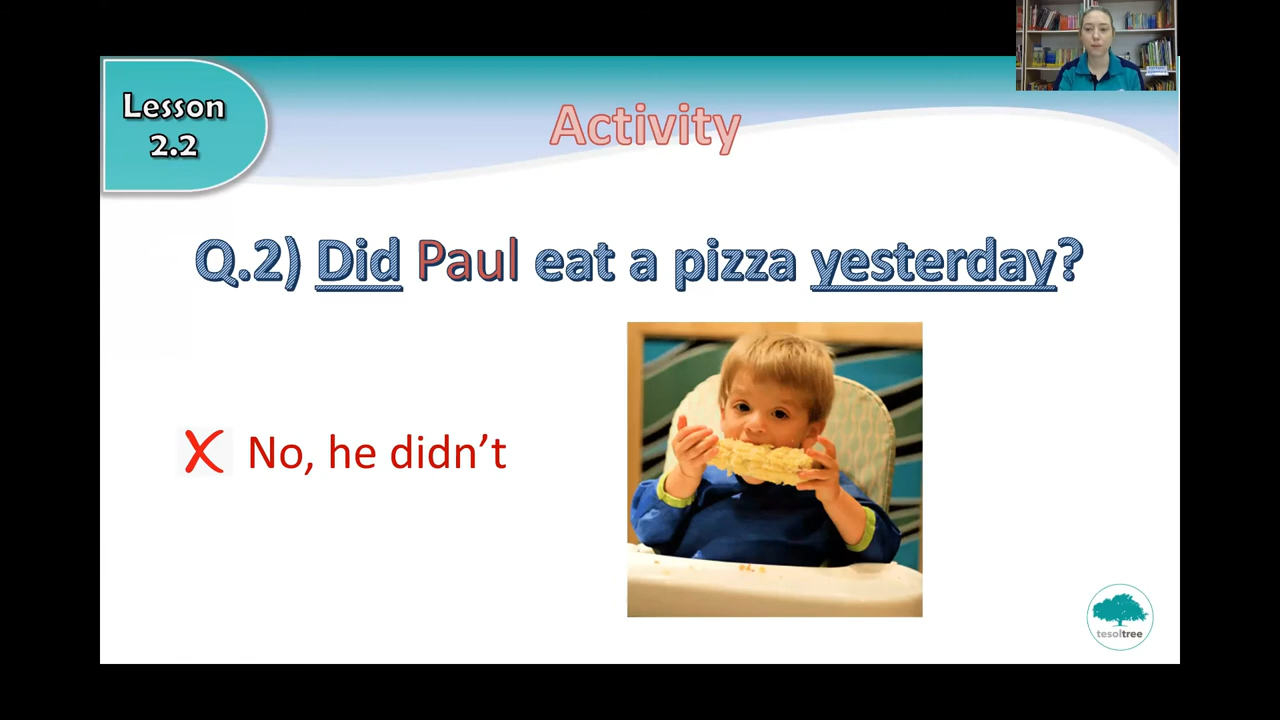 Lesson
2.2
Activity
Q.2) Did Paul eat a pizza yesterday?
No, he didn't
tesoltree